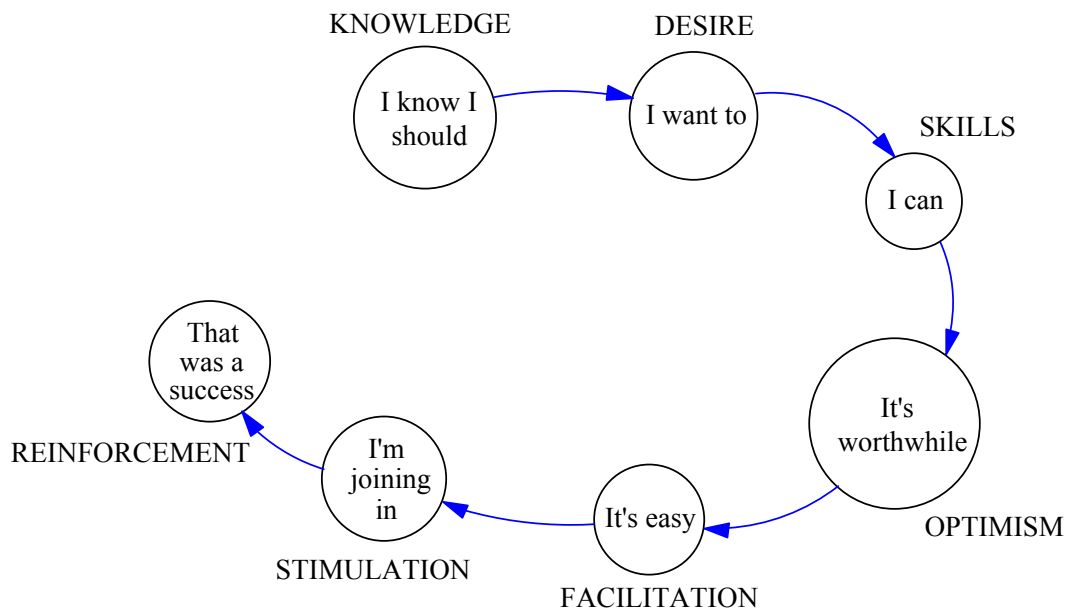 KNOWLEDGE
I know I
should
DESIRE
I want to
SKILLS
I can
It's
worthwhile
OPTIMISM
It's easy
FACILITATION
I'm
joining
in
STIMULATION
That
was a
success
REINFORCEMENT